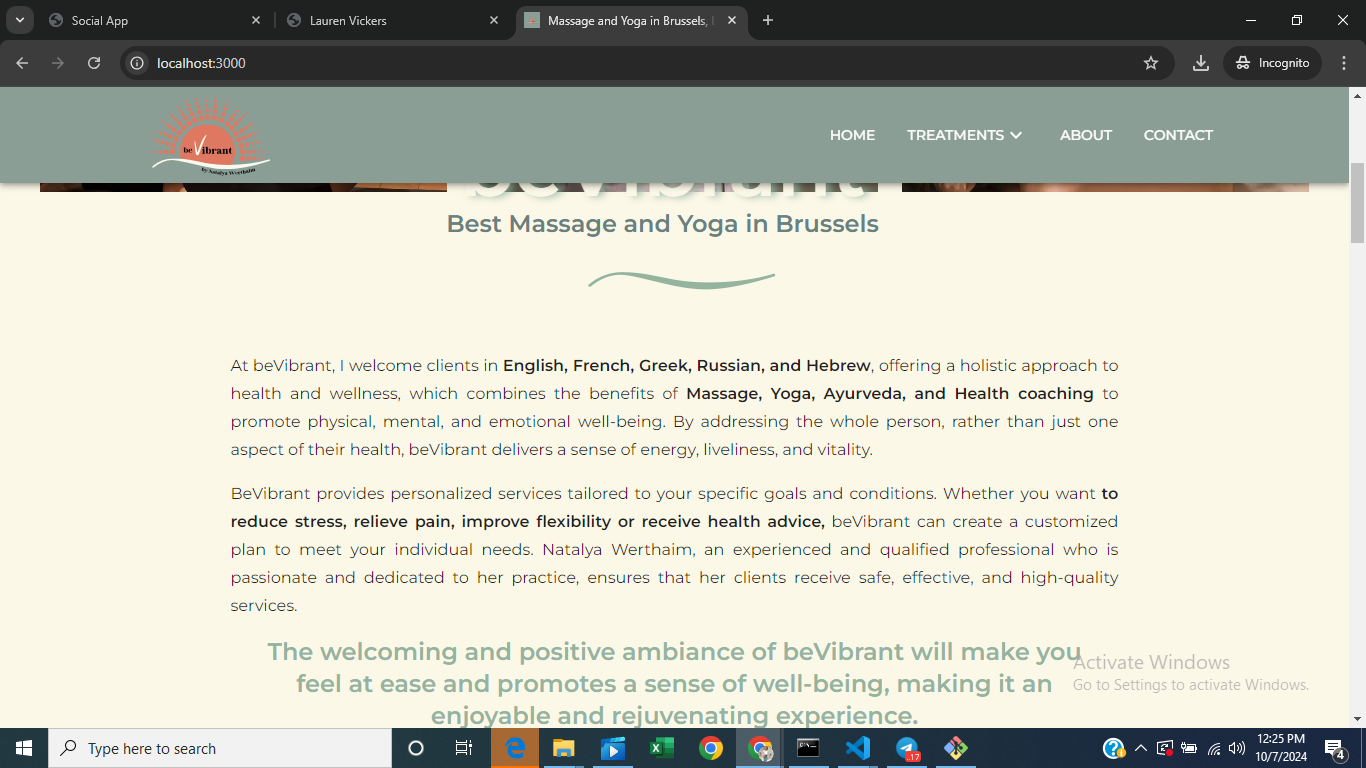 Social App
Lauren Vickers
Massage and Yoga in Brussels,
localhost:3000
Incognito
be Vibrant
by Natalya Werthaim
HOME TREATMENTS ABOUT CONTACT
beVibrant
Best Massage and Yoga in Brussels
At beVibrant, I welcome clients in English, French, Greek, Russian, and Hebrew, offering a holistic approach to
health and wellness, which combines the benefits of Massage, Yoga, Ayurveda, and Health coaching to
promote physical, mental, and emotional well-being. By addressing the whole person, rather than just one
aspect of their health, beVibrant delivers a sense of energy, liveliness, and vitality.
BeVibrant provides personalized services tailored to your specific goals and conditions. Whether you want to
reduce stress, relieve pain, improve flexibility or receive health advice, beVibrant can create a customized
plan to meet your individual needs. Natalya Werthaim, an experienced and qualified professional who is
passionate and dedicated to her practice, ensures that her clients receive safe, effective, and high-quality
services.
The welcoming and positive ambiance of beVibrant will make you
feel at ease and promotes a sense of well-being, making it an
enjoyable and rejuvenating experience.
Activate Windows
Go to Settings to activate Windows.
Type here to search
17
12:25 PM
10/7/2024
4